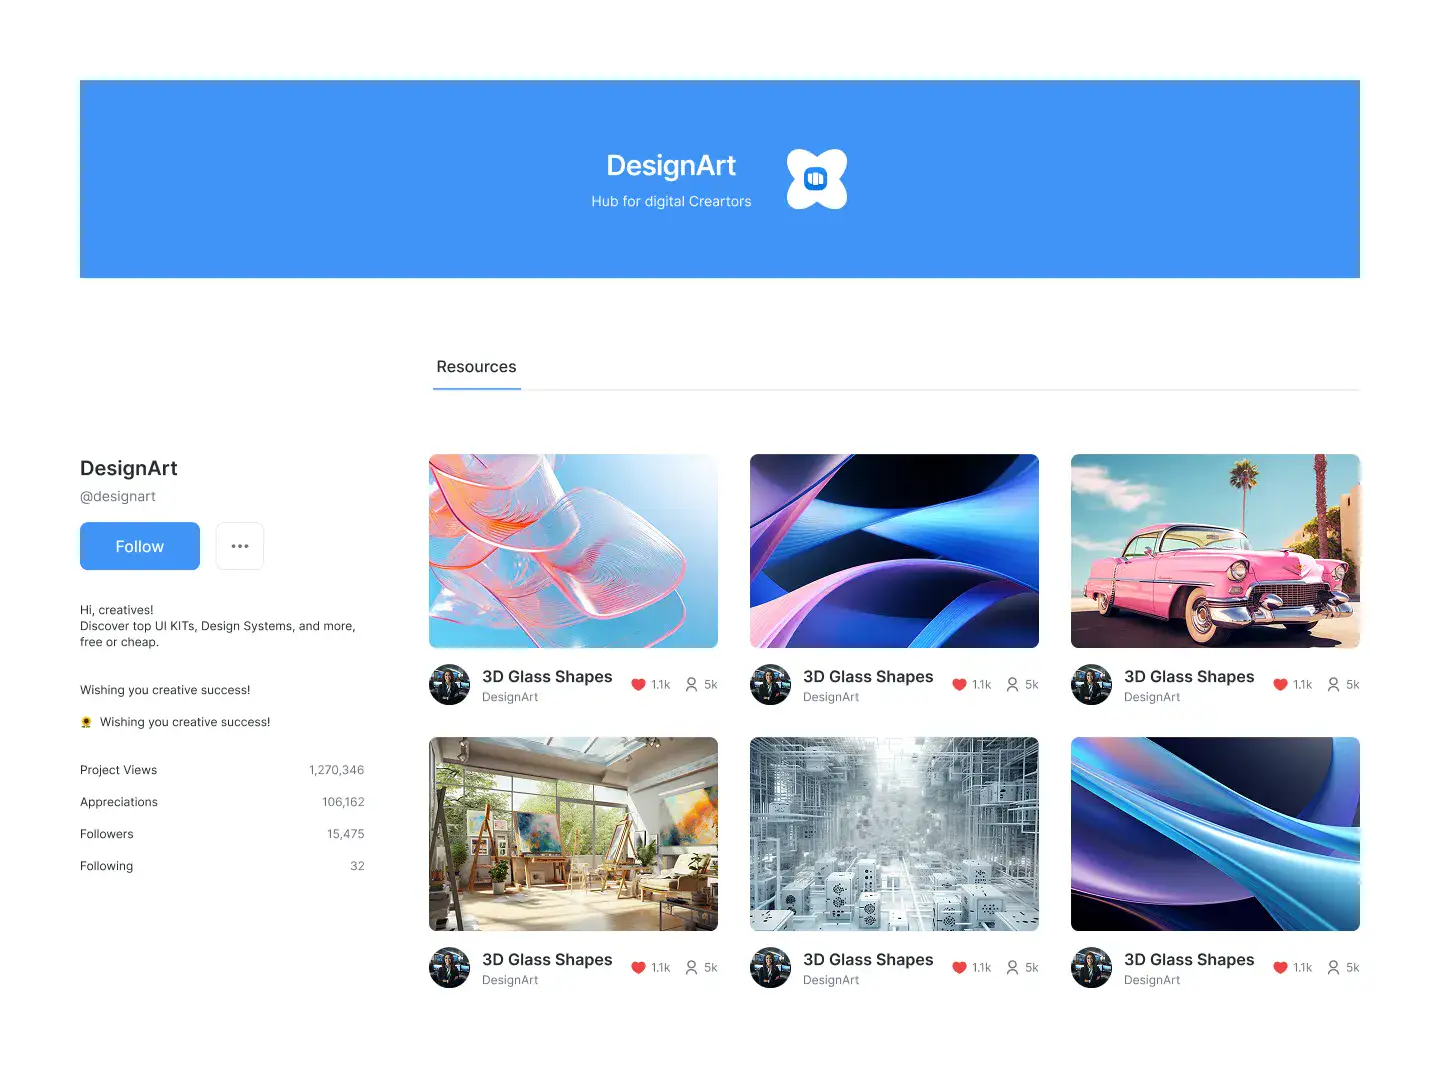 DesignArt
Hub for digital Creartors
Resources
DesignArt
@designart
Follow
Hi, creatives!
Discover top UI KITs, Design Systems, and more,
free or cheap.
Wishing you creative success!
🌻 Wishing you creative success!
Project Views 1,270,346
Appreciations 106,162
Followers 15,475
Following 32
3D Glass Shapes 1.1k 5k
DesignArt
3D Glass Shapes 1.1k 5k
DesignArt
3D Glass Shapes 1.1k 5k
DesignArt
3D Glass Shapes 1.1k 5k
DesignArt
3D Glass Shapes 1.1k 5k
DesignArt
3D Glass Shapes 1.1k 5k
DesignArt